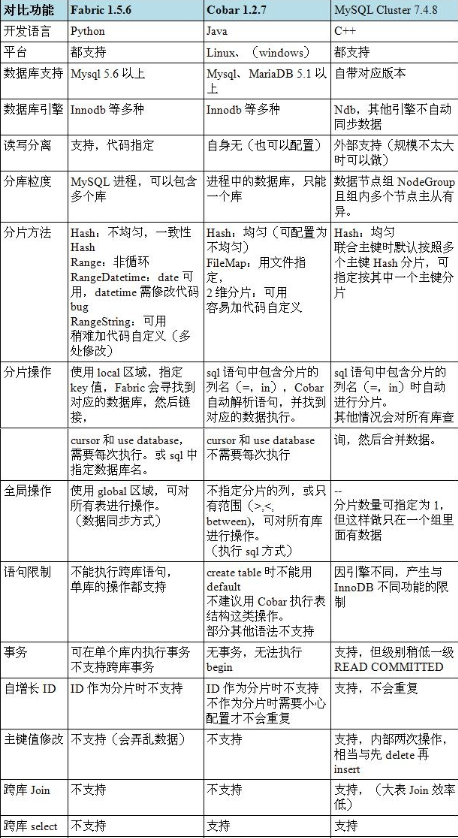 对比功能 Fabric 1.5.6 Cobar 1.2.7 MySQL Cluster 7.4.8
开发语言 Python Java C++
平台 都支持 Linux、（windows） 都支持
数据库支持 Mysql 5.6 以上 Mysql、MariaDB 5.1 以
上 自带对应版本
数据库引擎 Innodb 等多种 Innodb 等多种 Ndb，其他引擎不自动
同步数据
读写分离 支持，代码指定 自身无（也可以配置） 外部支持（规模不太大
时可以做）
分库粒度 MySQL 进程，可以包含
多个库 进程中的数据库，只能
一个库 数据节点组 NodeGroup
且组内多个节点主从有
异。
分片方法 Hash：不均匀，一致性
Hash
Range：非循环
RangeDatetime：date 可
用，datetime 需修改代码
bug
RangeString：可用
稍难加代码自定义（多
处修改）
Hash：均匀（可配置为
不均匀）
FileMap：用文件指
定，
2 维分片：可用
容易加代码自定义
Hash：均匀
联合主键时默认按照多
个主键 Hash 分片，可
指定按其中一个主键分
片
分片操作 使用 local 区域，指定
key 值，Fabric 会寻找到
对应的数据库，然后链
接，
sql 语句中包含分片的
列名（=，in），Cobar
自动解析语句，并找到
对应的数据执行。
sql 语句中包含分片的
列名（=，in）时自动
进行分片。
其他情况会对所有库查
cursor 和 use database，
需要每次执行。或 sql 中
指定数据库名。
cursor 和 use database
不需要每次执行
询，然后合并数据。
全局操作 使用 global 区域，可对
所有表进行操作。
（数据同步方式）
不指定分片的列，或只
有范围（>,<,
between)，可对所有库
进行操作。
（执行 sql 方式）
--
分片数量可指定为 1，
但这样做只在一个组里
面有数据
语句限制 不能执行跨库语句，
单库的操作都支持
create table 时不能用
default
不建议用 Cobar 执行表
结构这类操作。
部分其他语法不支持
因引擎不同，产生与
InnoDB 不同功能的限
制
事务 可在单个库内执行事务
不支持跨库事务
无事务，无法执行
begin
支持，但级别稍低一级
READ COMMITTED
自增长 ID ID 作为分片时不支持 ID 作为分片时不支持
不作为分片时需要小心
配置才不会重复
支持，不会重复
主键值修改 不支持（会弄乱数据） 不支持 支持，内部两次操作，
相当与先 delete 再
insert
跨库 Join 不支持 不支持 支持，（大表 Join 效率
低）
跨库 select 不支持 支持 支持